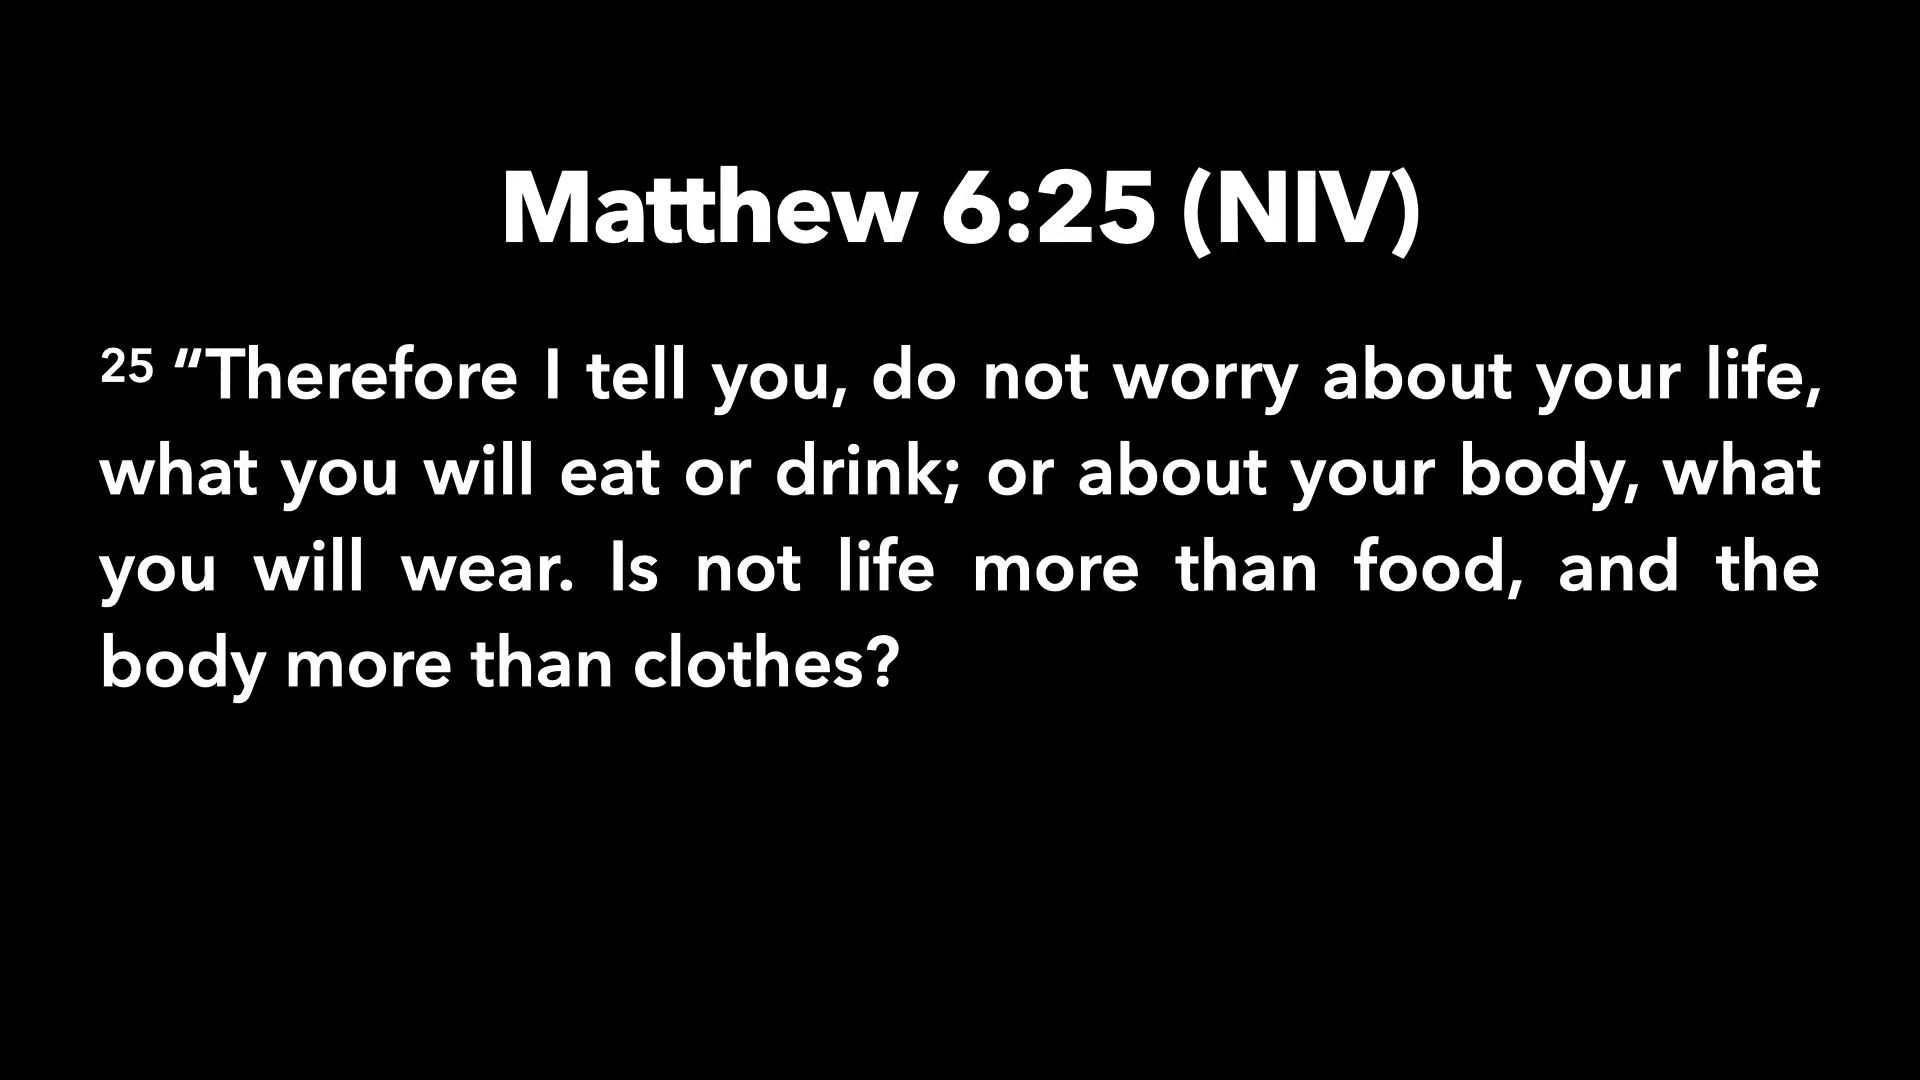 Matthew 6:25 (NIV)
25 “Therefore I tell you, do not worry about your life,
what you will eat or drink; or about your body, what
you will wear. Is not life more than food, and the
body more than clothes?